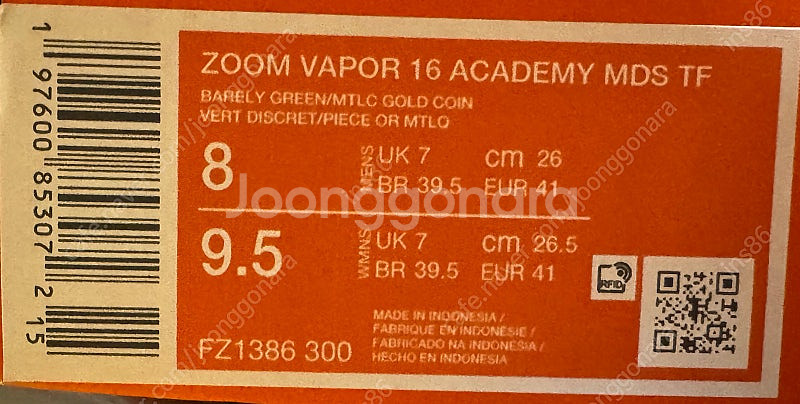 ZOOM VAPOR 16 ACADEMY MDS TF
BARELY GREEN/MTLC GOLD COIN
VERT DISCRET/PIECE OR MTLQ
8
MENS
UK 7 cm 26
BR 39.5 EUR 41
Joonggonara
9.5
WMNS
UK 7 cm 26.5
BR 39.5 EUR 41
RFID
MADE IN INDONESIA /
FABRIQUE EN INDONESIE /
FABRICADO NA INDONESIA /
HECHO EN INDONESIA
FZ1386 300
1 97600 85307 2 15